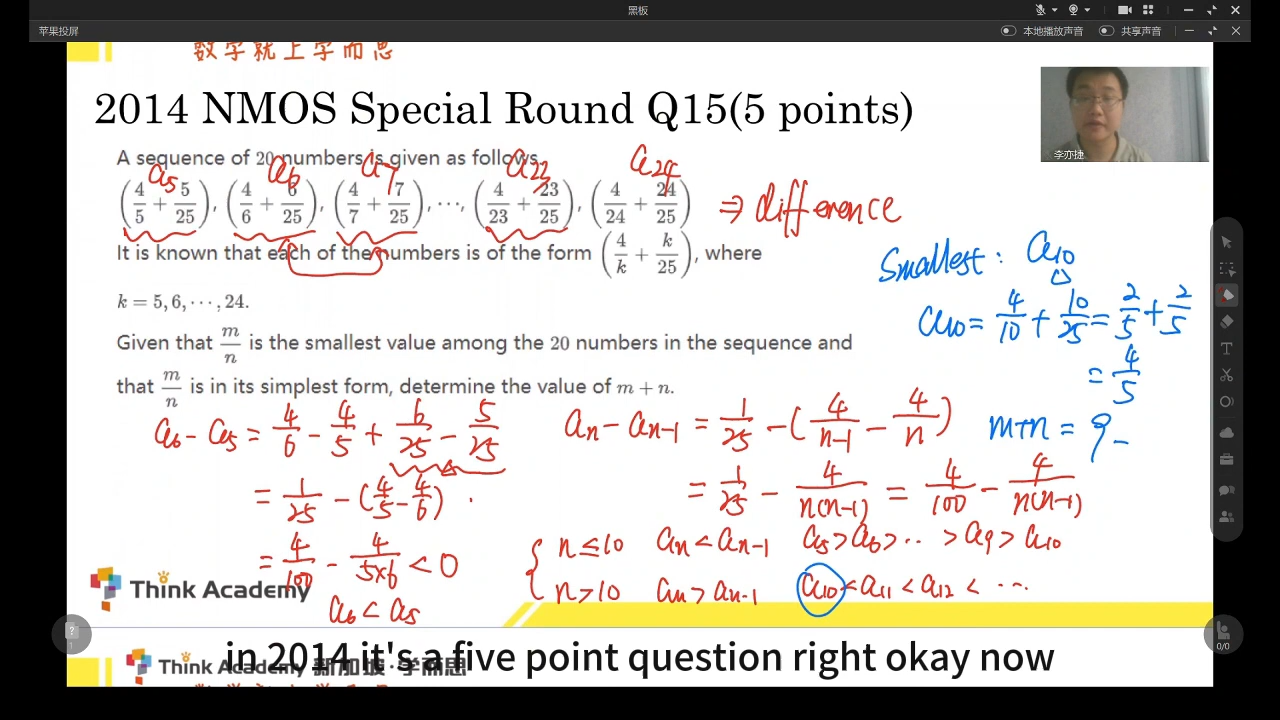 黑板
苹果投屏
本地播放声音 共享声音
数学就上学而思
2014 NMOS Special Round Q15(5 points)
李亦捷
A sequence of 20 numbers is given as follows
a5 a6 a7 a23 a24
(4/5 + 5/25), (4/6 + 6/25), (4/7 + 7/25), ⋯, (4/23 + 23/25), (4/24 + 24/25) ⇒ difference
It is known that each of the numbers is of the form (4/k + k/25), where
k = 5, 6, ⋯, 24.
Given that m/n is the smallest value among the 20 numbers in the sequence and
that m/n is in its simplest form, determine the value of m + n.
Smallest: a10
a10 = 4/10 + 10/25 = 2/5 + 2/5
= 4/5
m+n = 9
a6 - a5 = 4/6 - 4/5 + 6/25 - 5/25
= 1/25 - (4/5 - 4/6)
= 4/100 - 4/5×6 < 0
a6 < a5
an - an-1 = 1/25 - (4/n-1 - 4/n)
= 1/25 - 4/n(n-1) = 4/100 - 4/n(n-1)
{ n ≤ 10 an < an-1 a5 > a6 > ‥ > a9 > a10
n > 10 an > an-1 a10 < a11 < a12 < ⋯
Think Academy
in 2014 it's a five point question right okay now
Think Academy 新加坡·学而思
0/0